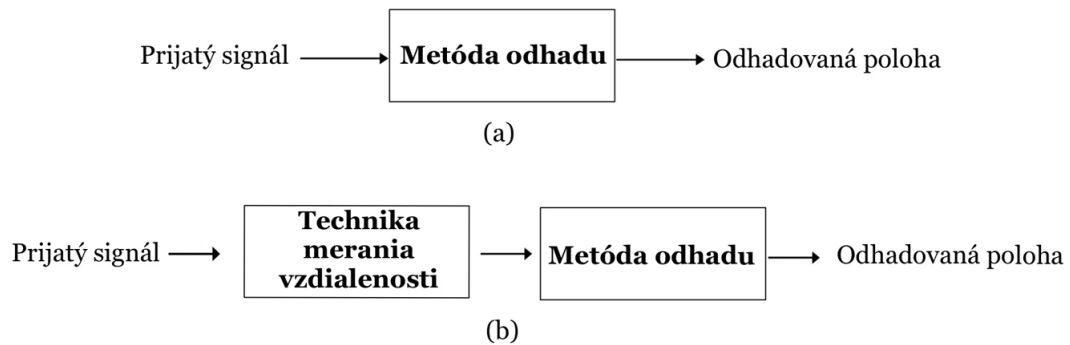 Prijatý signál Metóda odhadu Odhadovaná poloha
(a)
Prijatý signál
Technika
merania
vzdialenosti
Metóda odhadu
Odhadovaná poloha
(b)